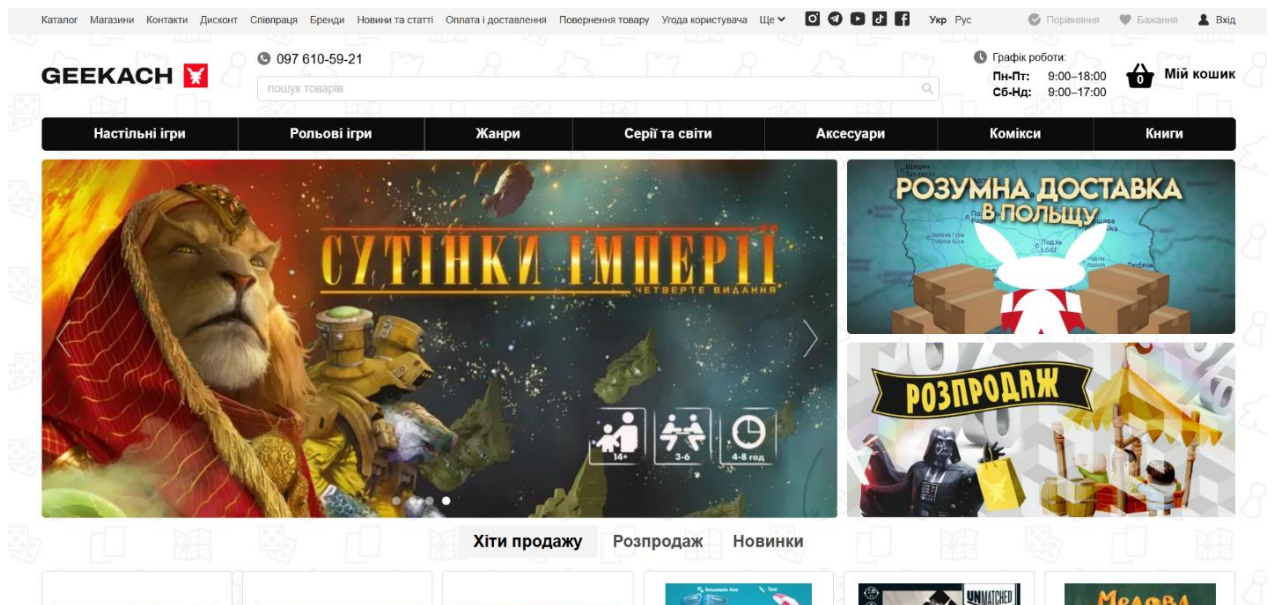 Каталог Магазини Контакти Дисконт Співпраця Бренди Новини та статті Оплата і доставлення Повернення товару Угода користувача Ще Укр Рус Порівняння Бажання Вхід
GEEKACH
097 610-59-21
пошук товарів
Графік роботи:
Пн-Пт: 9:00–18:00
Сб-Нд: 9:00–17:00
0
Мій кошик
Настільні ігри Рольові ігри Жанри Серії та світи Аксесуари Комікси Книги
СУТІНКИ ІМПЕРІЇ
ЧЕТВЕРТЕ ВИДАННЯ
14+ 3-6 4-8 год
РОЗУМНА ДОСТАВКА
В ПОЛЬЩУ
Лодзь
Łódź
РОЗПРОДАЖ
Хіти продажу Розпродаж Новинки
UNMATCHED
МЕДОВА